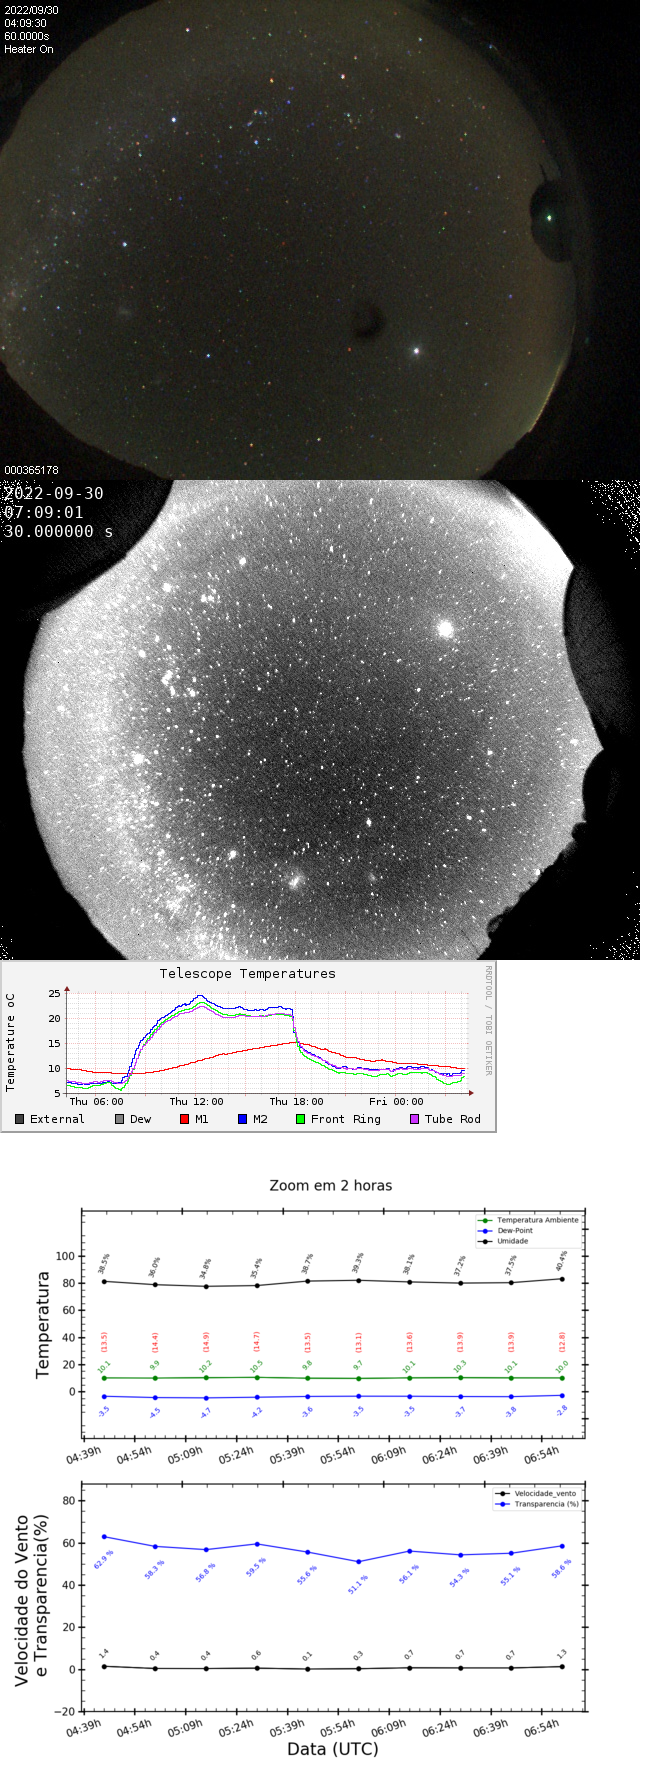 2022/09/30
04:09:30
60.0000s
Heater On
000365178
2022-09-30
07:09:01
30.000000 s
Telescope Temperatures
RRDTOOL / TOBI OETIKER
Temperature oC
25
20
15
10
5
Thu 06:00 Thu 12:00 Thu 18:00 Fri 00:00
External Dew M1 M2 Front Ring Tube Rod
Zoom em 2 horas
Temperatura Ambiente
Dew-Point
Umidade
Temperatura
100
80
60
40
20
0
38.5% 36.0% 34.8% 35.4% 38.7% 39.3% 38.1% 37.2% 37.5% 40.4%
(13.5) (14.4) (14.9) (14.7) (13.5) (13.1) (13.6) (13.9) (13.9) (12.8)
10.1 9.9 10.2 10.5 9.8 9.7 10.1 10.3 10.1 10.0
-3.5 -4.5 -4.7 -4.2 -3.6 -3.5 -3.5 -3.7 -3.8 -2.8
04:39h 04:54h 05:09h 05:24h 05:39h 05:54h 06:09h 06:24h 06:39h 06:54h
Velocidade_vento
Transparencia (%)
Velocidade do Vento
e Transparencia(%)
80
60
40
20
0
−20
62.9 % 58.3 % 56.8 % 59.5 % 55.6 % 51.1 % 56.1 % 54.3 % 55.1 % 58.6 %
1.4 0.4 0.4 0.6 0.1 0.3 0.7 0.7 0.7 1.3
04:39h 04:54h 05:09h 05:24h 05:39h 05:54h 06:09h 06:24h 06:39h 06:54h
Data (UTC)